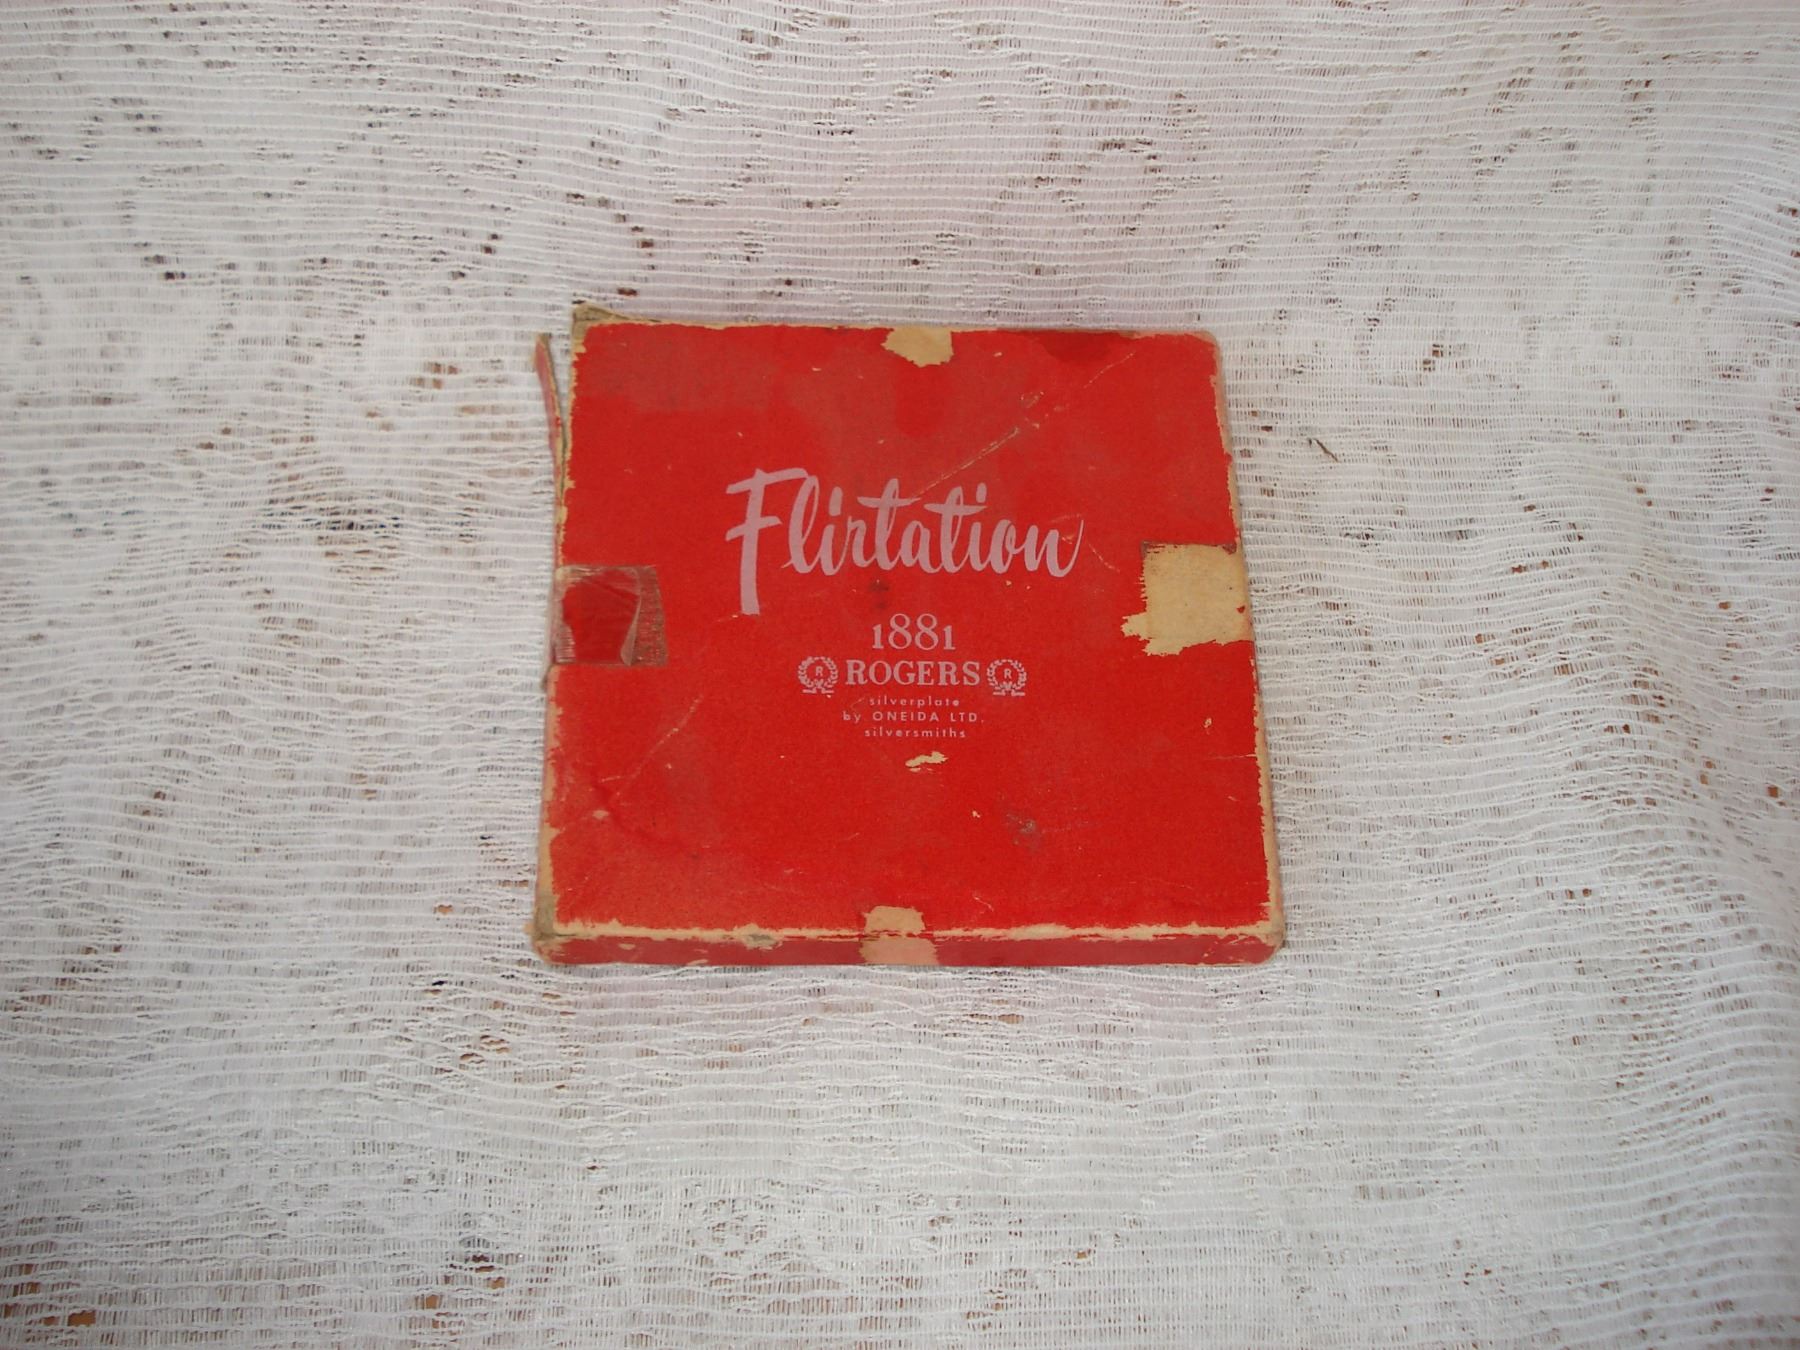 Flirtation
1881
R ROGERS R
silverplate
by ONEIDA LTD.
silversmiths